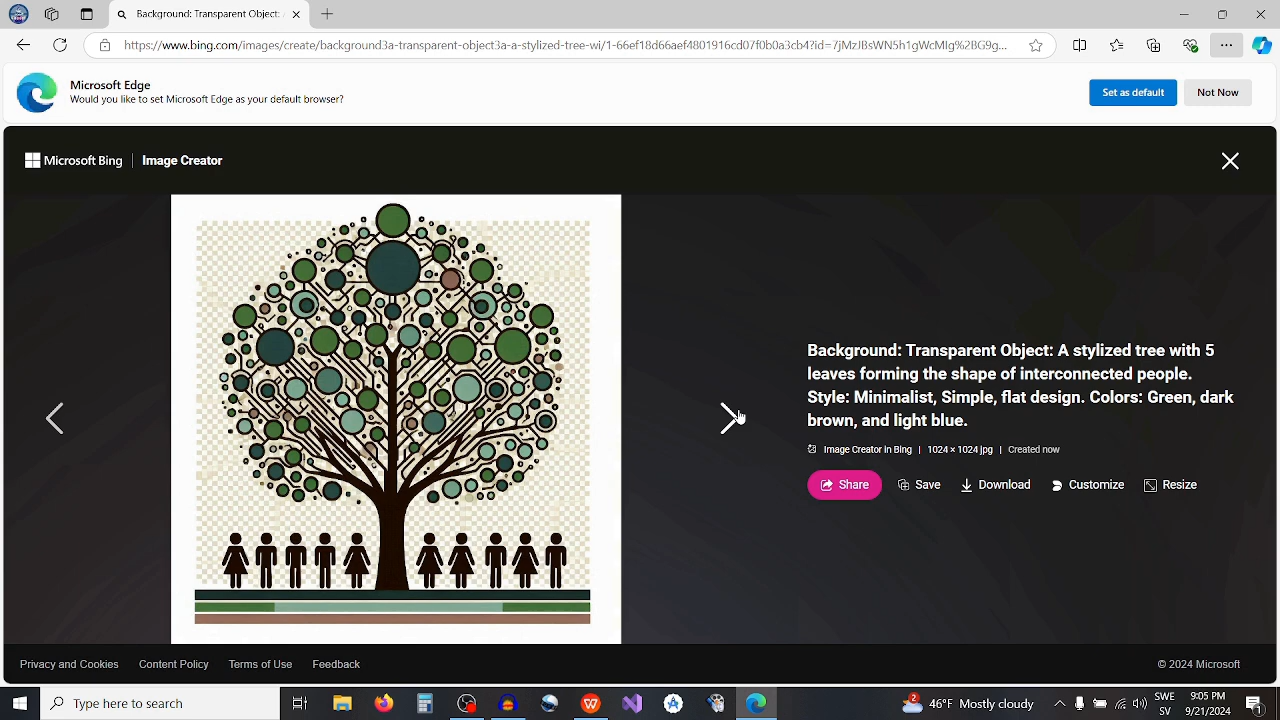 Background: Transparent Object: A
https://www.bing.com/images/create/background3a-transparent-object3a-a-stylized-tree-wi/1-66ef18d66aef4801916cd07f0b0a3cb4?id=7jMzJBsWN5h1gWcMIg%2BG9g...
Microsoft Edge
Would you like to set Microsoft Edge as your default browser?
Set as default
Not Now
Microsoft Bing | Image Creator
Background: Transparent Object: A stylized tree with 5
leaves forming the shape of interconnected people.
Style: Minimalist, Simple, flat design. Colors: Green, dark
brown, and light blue.
Image Creator in Bing | 1024 × 1024 jpg | Created now
Share Save Download Customize Resize
Privacy and Cookies Content Policy Terms of Use Feedback © 2024 Microsoft
Type here to search
2 46°F Mostly cloudy
SWE 9:05 PM
SV 9/21/2024 1